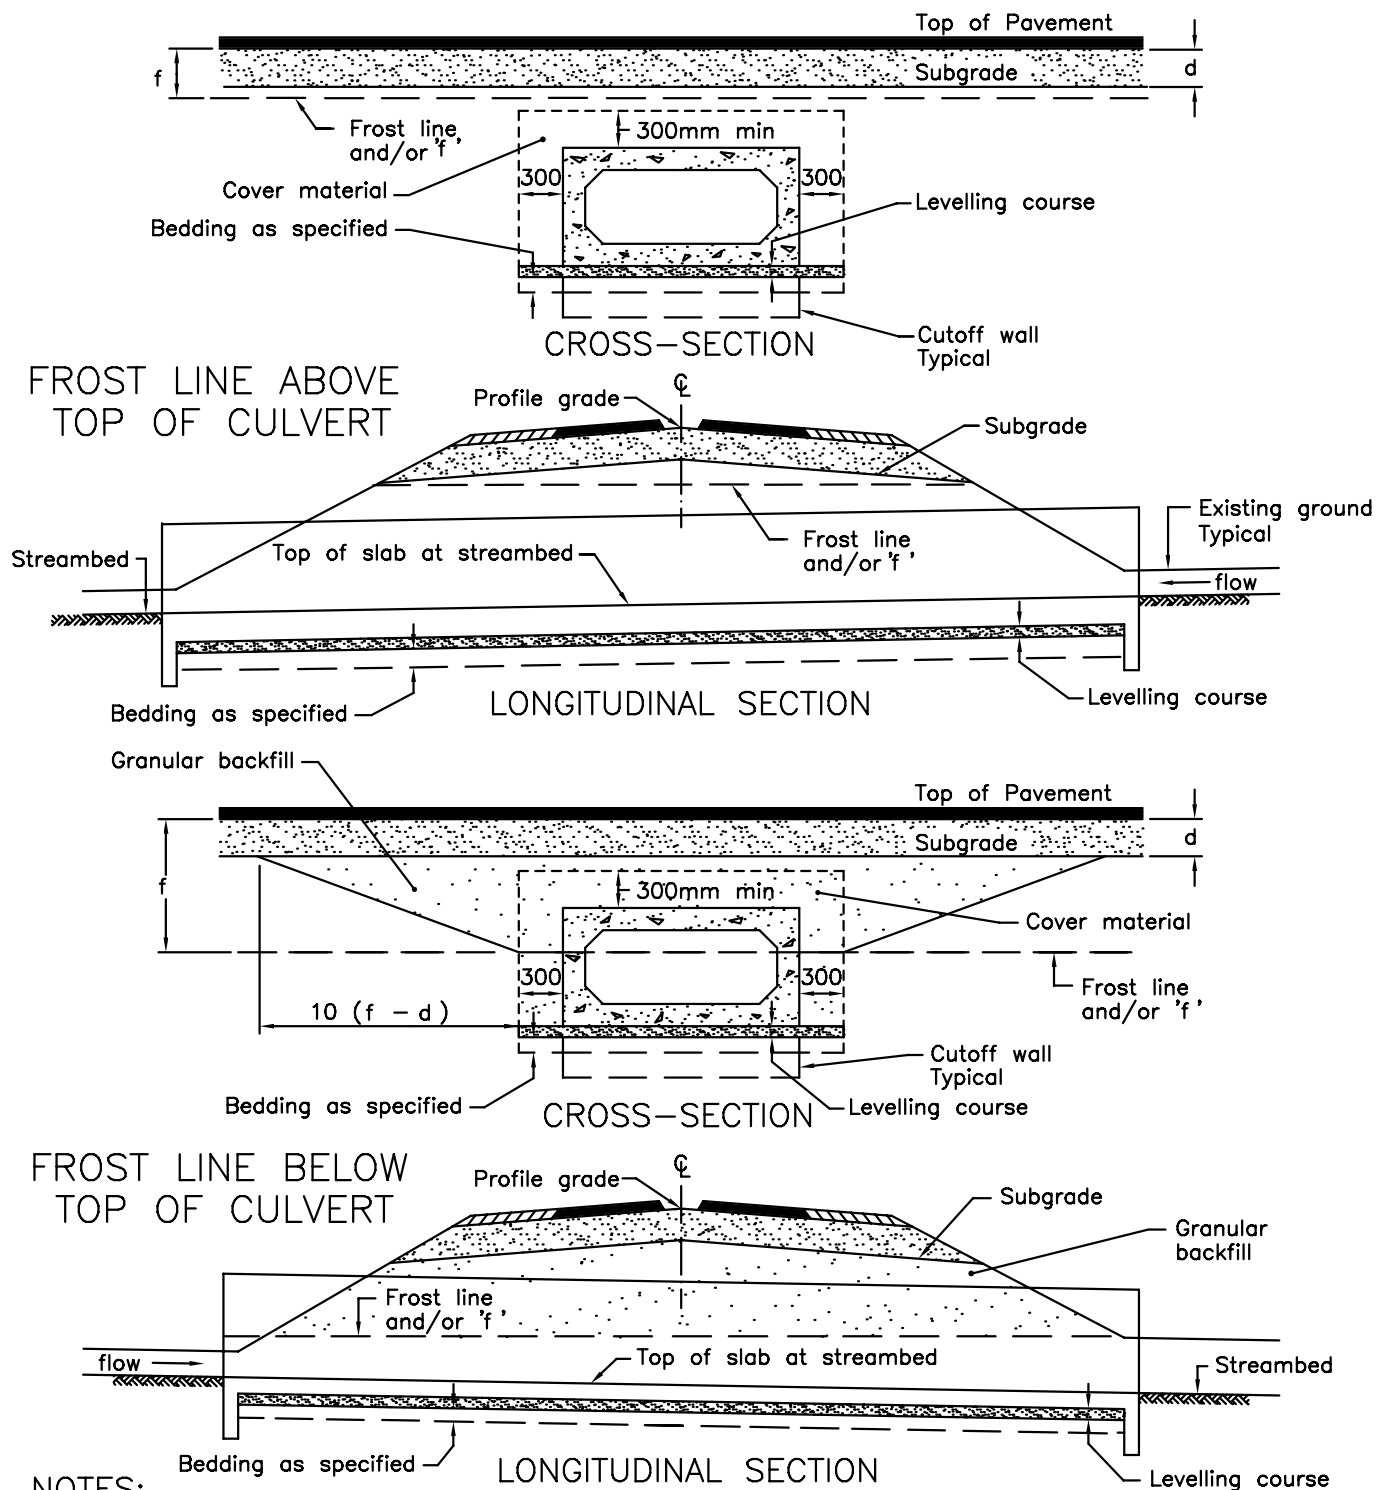 Top of Pavement
f
Subgrade
d
Frost line
and/or 'f'
300mm min
Cover material
300
300
Levelling course
Bedding as specified
Cutoff wall
Typical
CROSS-SECTION
FROST LINE ABOVE
TOP OF CULVERT
℄
Profile grade
Subgrade
Existing ground
Typical
Frost line
and/or 'f'
Streambed
Top of slab at streambed
flow
Levelling course
Bedding as specified
LONGITUDINAL SECTION
Granular backfill
Top of Pavement
Subgrade
d
f
300mm min
Cover material
300
300
Frost line
and/or 'f'
10 (f - d)
Cutoff wall
Typical
Bedding as specified
Levelling course
CROSS-SECTION
FROST LINE BELOW
TOP OF CULVERT
℄
Profile grade
Subgrade
Granular
backfill
Frost line
and/or 'f'
flow
Top of slab at streambed
Streambed
Bedding as specified
LONGITUDINAL SECTION
Levelling course
NOTES: